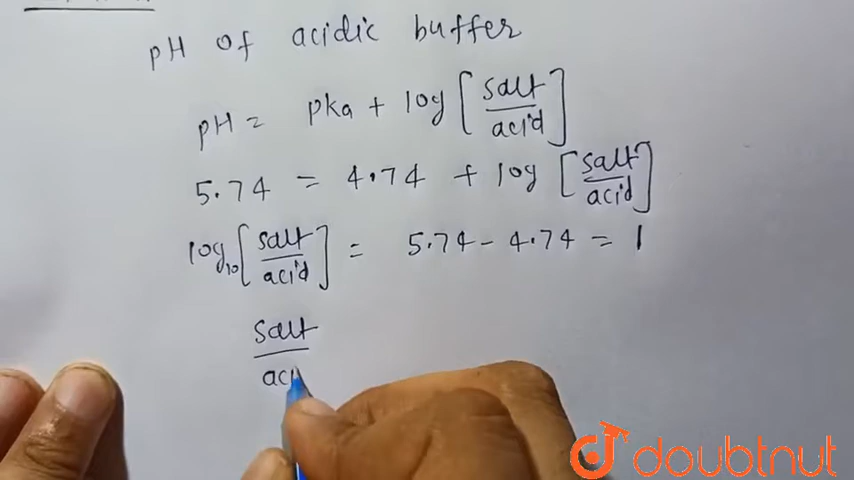 pH of acidic buffer
pH = pka + log [salt/acid]
5.74 = 4.74 + log [salt/acid]
log10 [salt/acid] = 5.74 - 4.74 = 1
salt/aci
doubtnut